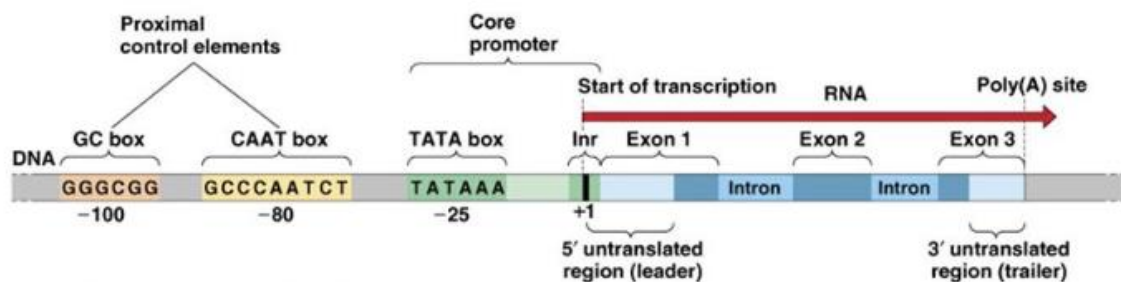 Proximal
control elements
Core
promoter
Start of transcription
RNA
Poly(A) site
GC box
CAAT box
TATA box
Inr
Exon 1
Exon 2
Exon 3
DNA
GGGCGG
GCCCAATCT
TATAAA
Intron
Intron
−100
−80
−25
+1
5′ untranslated
region (leader)
3′ untranslated
region (trailer)